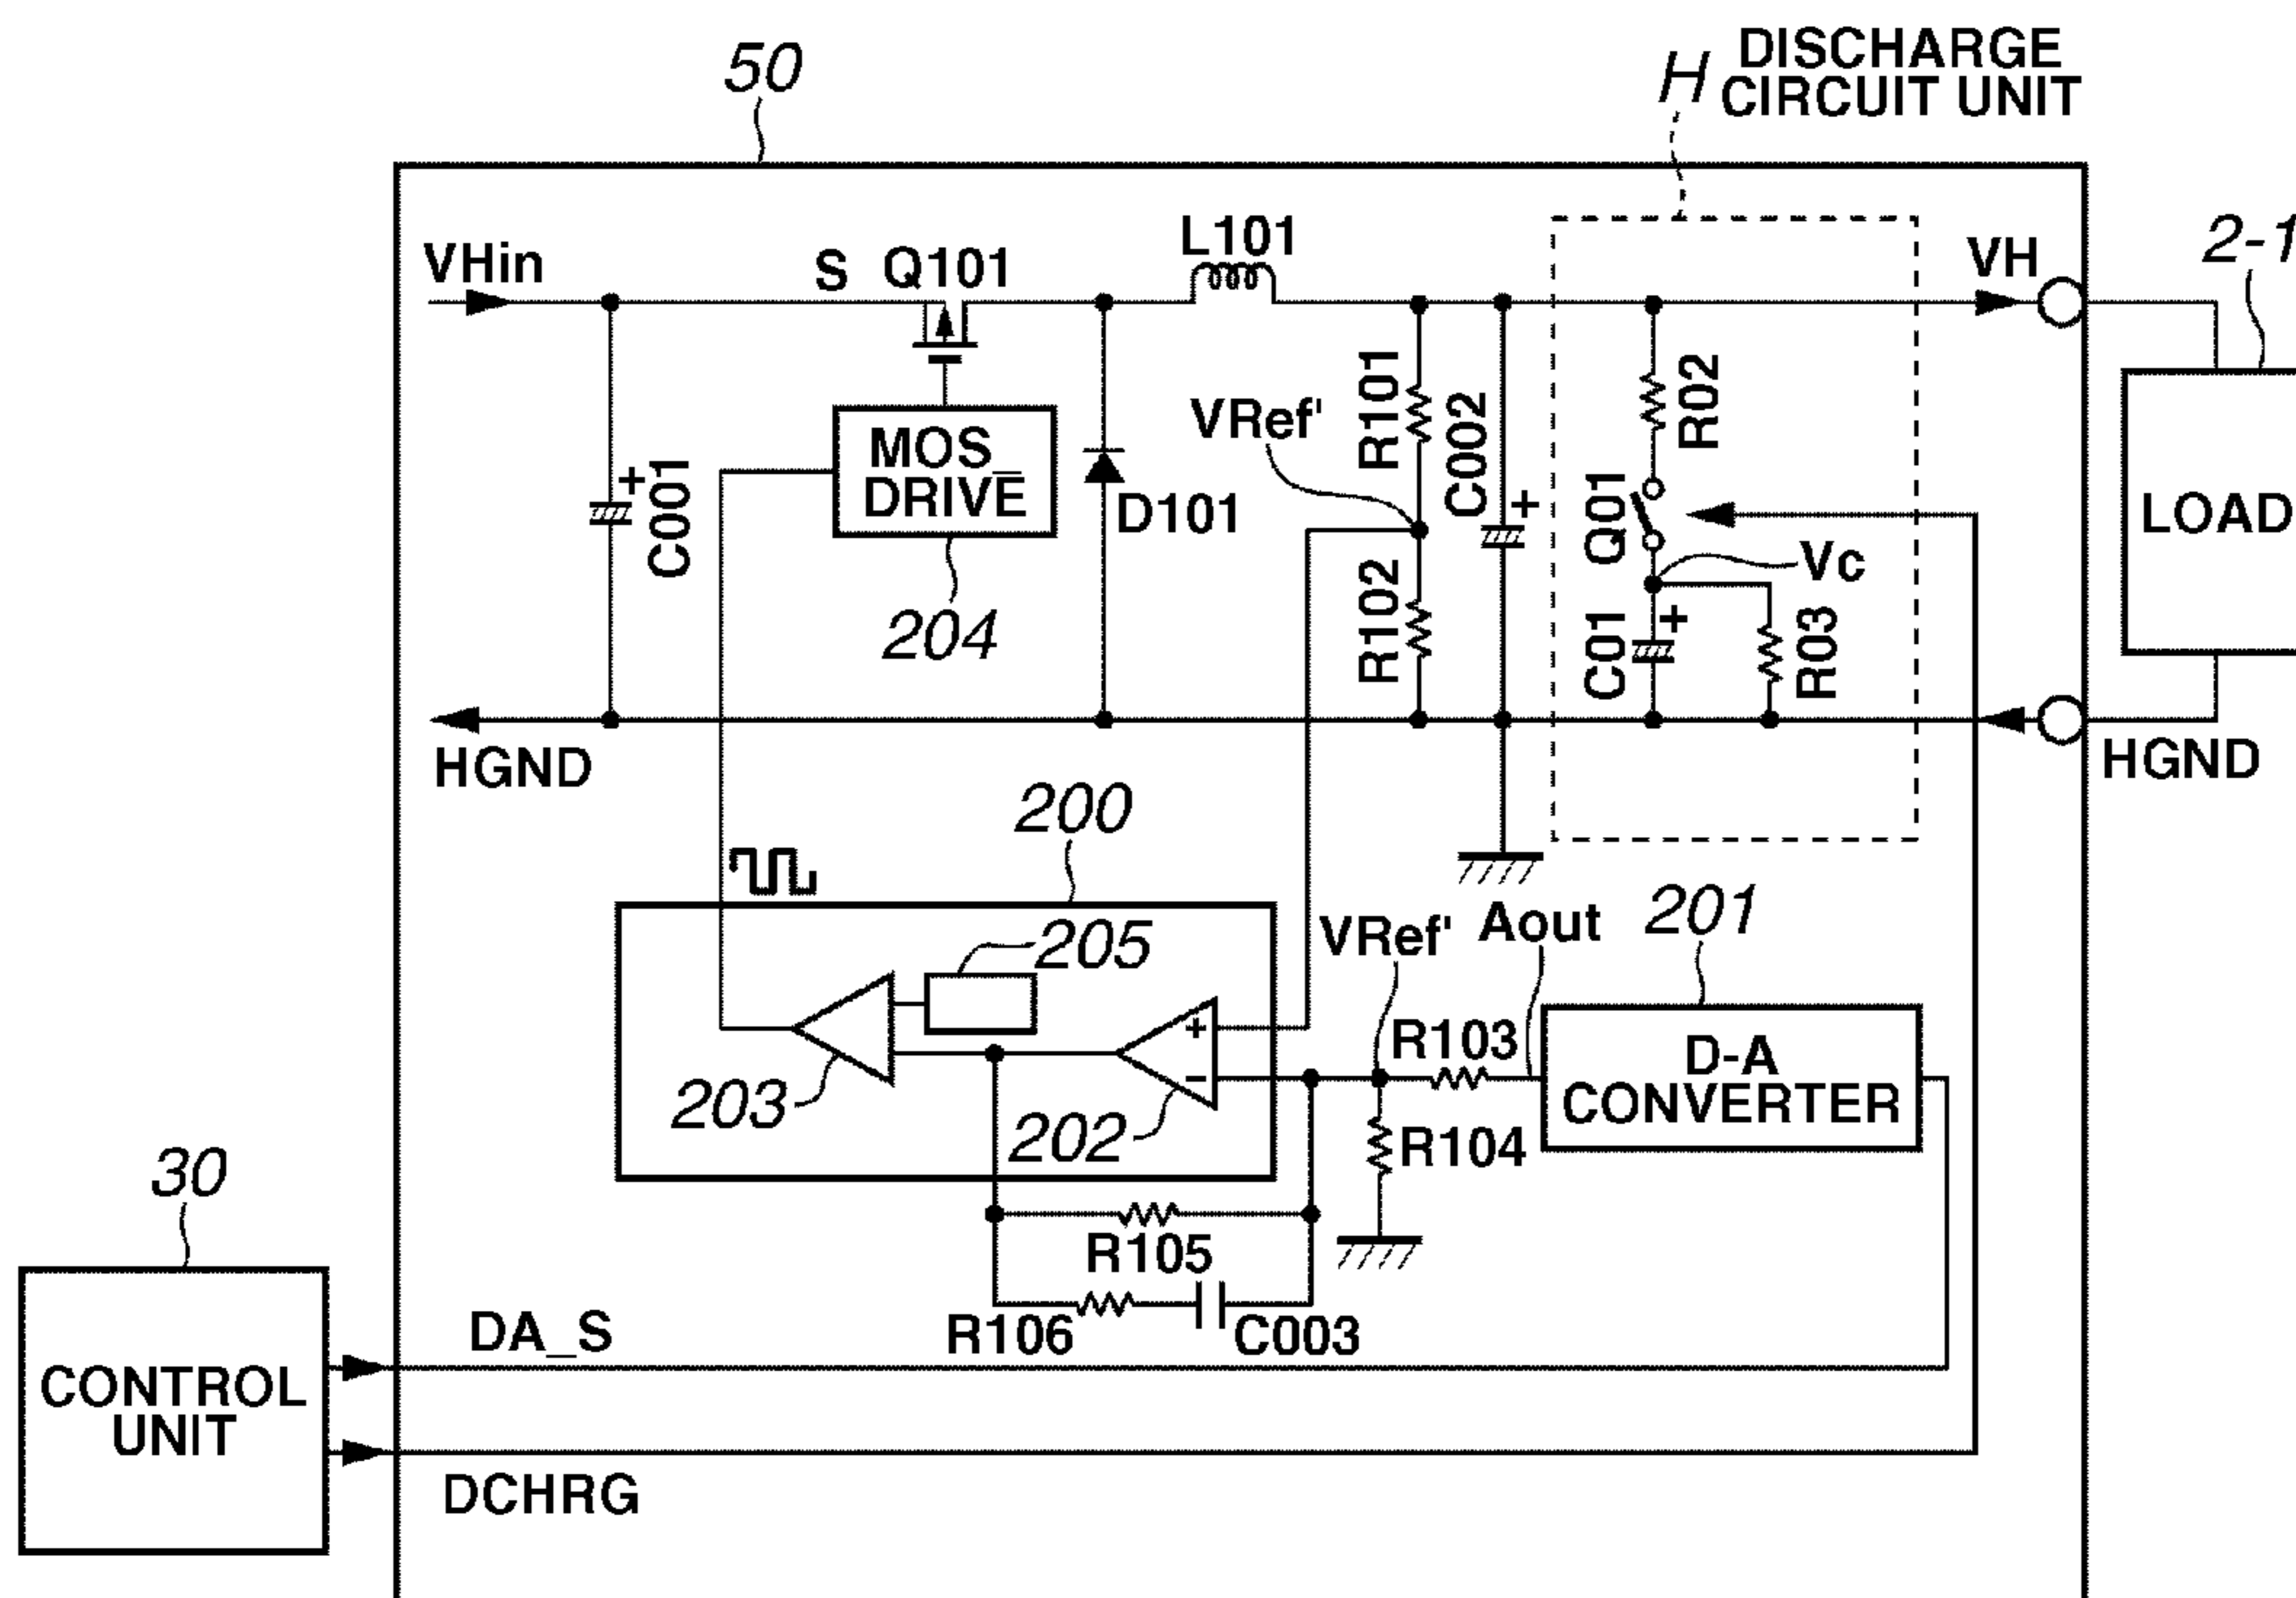 50
H
DISCHARGE
CIRCUIT UNIT
2-1
VHin
S
Q101
L101
VH
R101
C002
R02
VRef'
MOS_
DRIVE
D101
C001
Q01
Vc
LOAD
204
R102
C01
R03
HGND
HGND
200
205
VRef'
Aout
201
R103
D-A
CONVERTER
203
202
R104
30
R105
R106
C003
DA_S
CONTROL
UNIT
DCHRG